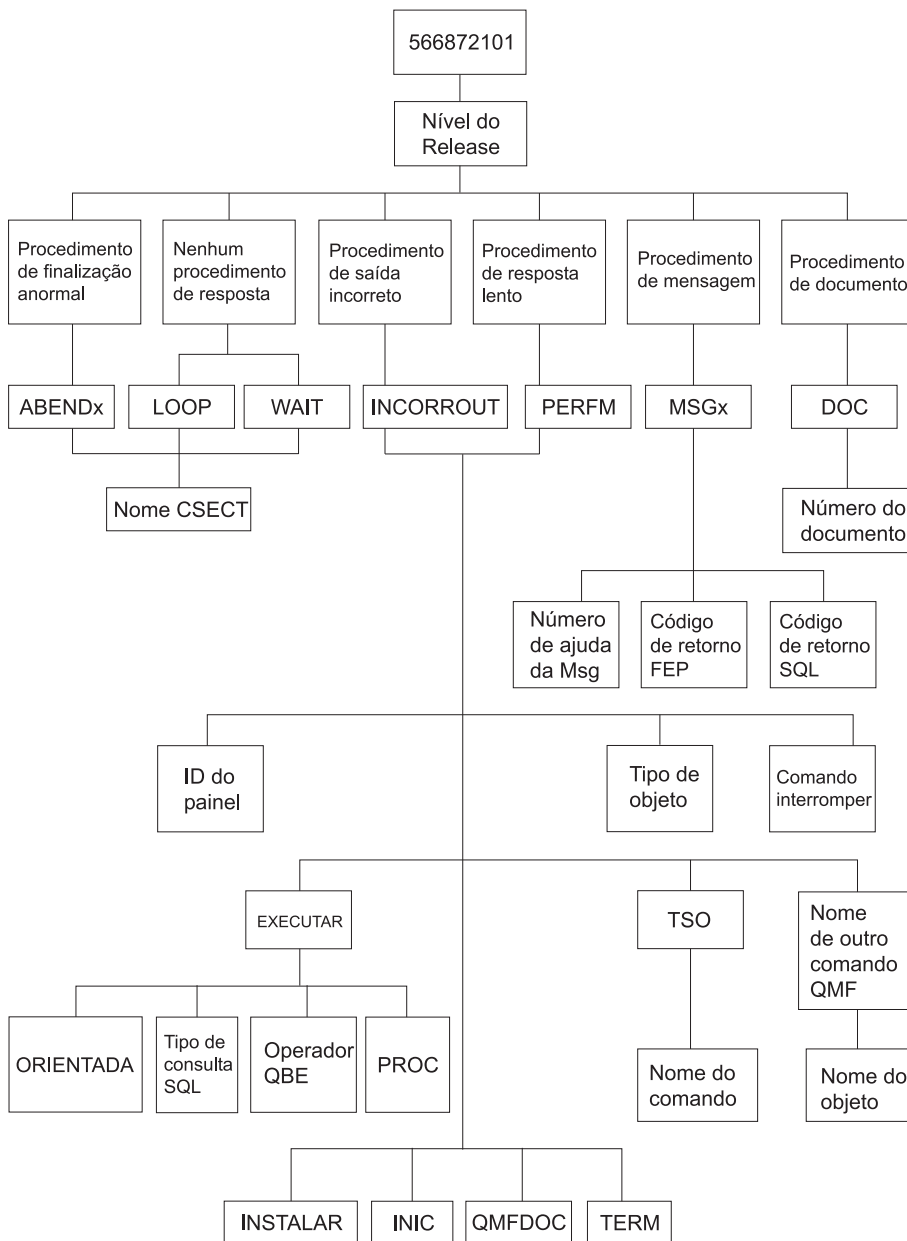 566872101
Nível do
Release
Procedimento
de finalização
anormal
Nenhum
procedimento
de resposta
Procedimento
de saída
incorreto
Procedimento
de resposta
lento
Procedimento
de mensagem
Procedimento
de documento
ABENDx
LOOP
WAIT
INCORROUT
PERFM
MSGx
DOC
Nome CSECT
Número do
documento
Número
de ajuda
da Msg
Código
de retorno
FEP
Código
de retorno
SQL
ID do
painel
Tipo de
objeto
Comando
interromper
EXECUTAR
TSO
Nome
de outro
comando
QMF
ORIENTADA
Tipo de
consulta
SQL
Operador
QBE
PROC
Nome do
comando
Nome do
objeto
INSTALAR
INIC
QMFDOC
TERM